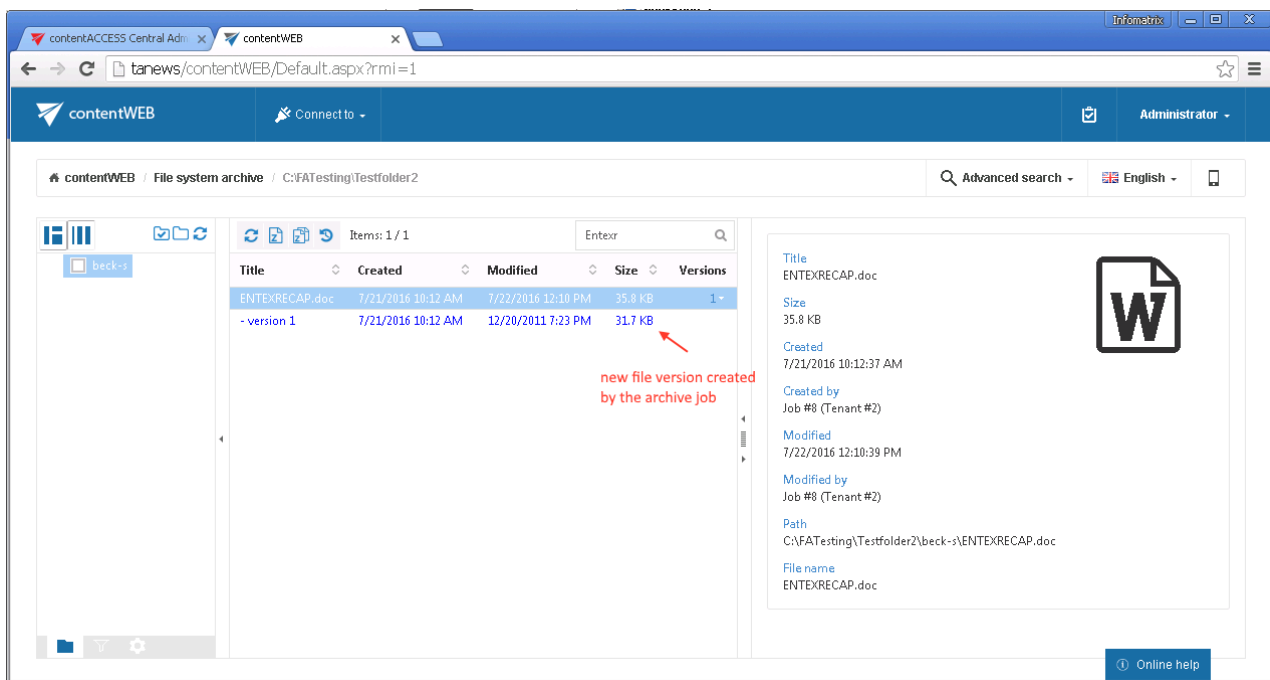 Infomatrix
contentACCESS Central Adm
contentWEB
tanews/contentWEB/Default.aspx?rmi=1
contentWEB
Connect to
Administrator
contentWEB / File system archive / C:\FATesting\Testfolder2
Advanced search
English
beck-s
Items: 1 / 1
Entexr
Title Created Modified Size Versions
ENTEXRECAP.doc 7/21/2016 10:12 AM 7/22/2016 12:10 PM 35.8 KB 1
- version 1 7/21/2016 10:12 AM 12/20/2011 7:23 PM 31.7 KB
new file version created
by the archive job
Title
ENTEXRECAP.doc
Size
35.8 KB
Created
7/21/2016 10:12:37 AM
Created by
Job #8 (Tenant #2)
Modified
7/22/2016 12:10:39 PM
Modified by
Job #8 (Tenant #2)
Path
C:\FATesting\Testfolder2\beck-s\ENTEXRECAP.doc
File name
ENTEXRECAP.doc
W
Online help